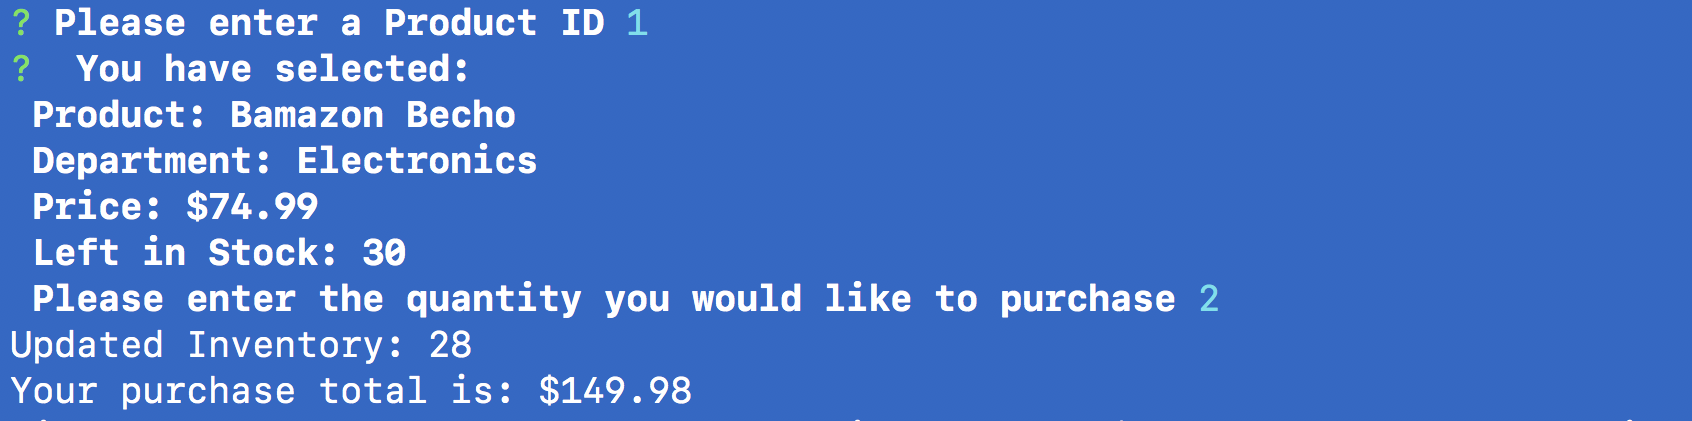 ? Please enter a Product ID 1
?  You have selected:
 Product: Bamazon Becho
 Department: Electronics
 Price: $74.99
 Left in Stock: 30
 Please enter the quantity you would like to purchase 2
Updated Inventory: 28
Your purchase total is: $149.98